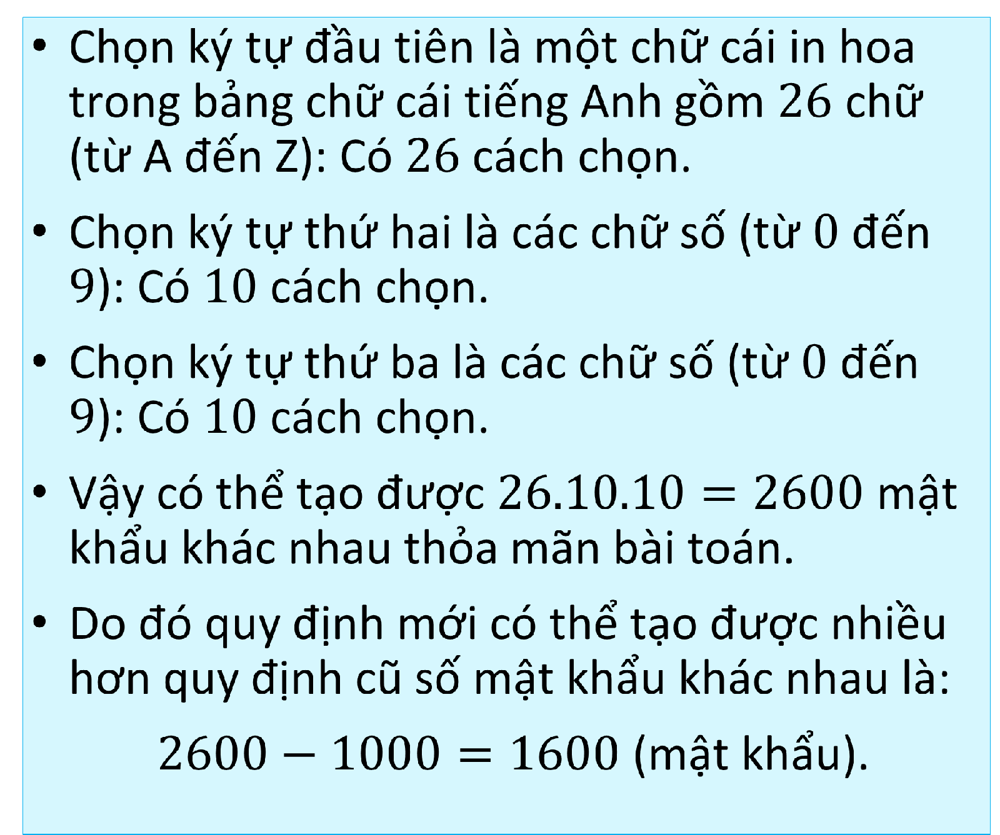 • Chọn ký tự đầu tiên là một chữ cái in hoa
trong bảng chữ cái tiếng Anh gồm 26 chữ
(từ A đến Z): Có 26 cách chọn.
• Chọn ký tự thứ hai là các chữ số (từ 0 đến
9): Có 10 cách chọn.
• Chọn ký tự thứ ba là các chữ số (từ 0 đến
9): Có 10 cách chọn.
• Vậy có thể tạo được 26.10.10 = 2600 mật
khẩu khác nhau thỏa mãn bài toán.
• Do đó quy định mới có thể tạo được nhiều
hơn quy định cũ số mật khẩu khác nhau là:
2600 − 1000 = 1600 (mật khẩu).